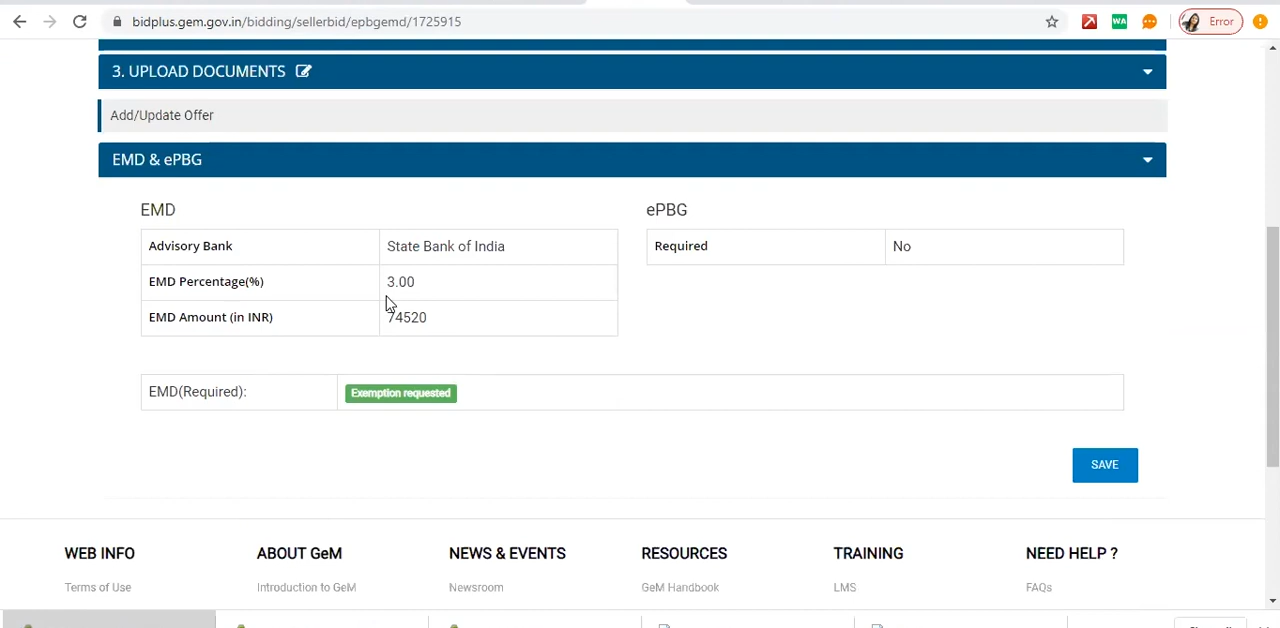 bidplus.gem.gov.in/bidding/sellerbid/epbgemd/1725915
WA
Error
3. UPLOAD DOCUMENTS
Add/Update Offer
EMD & ePBG
EMD
Advisory Bank State Bank of India
EMD Percentage(%) 3.00
EMD Amount (in INR) 74520
ePBG
Required No
EMD(Required): Exemption requested
SAVE
WEB INFO ABOUT GeM NEWS & EVENTS RESOURCES TRAINING NEED HELP ?
Terms of Use Introduction to GeM Newsroom GeM Handbook LMS FAQs